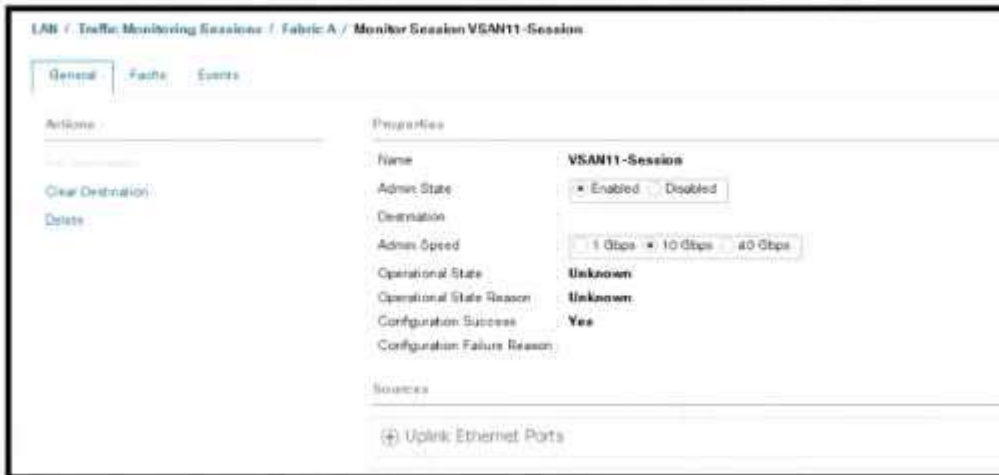 LAN / Traffic Monitoring Sessions / Fabric A / Monitor Session VSAN11-Session
General Faults Events
Actions
Properties
Name VSAN11-Session
Admin State Enabled Disabled
Clear Destination
Destination
Delete
Admin Speed 1 Gbps 10 Gbps 40 Gbps
Operational State Unknown
Operational State Reason Unknown
Configuration Success Yes
Configuration Failure Reason
Sources
Uplink Ethernet Ports